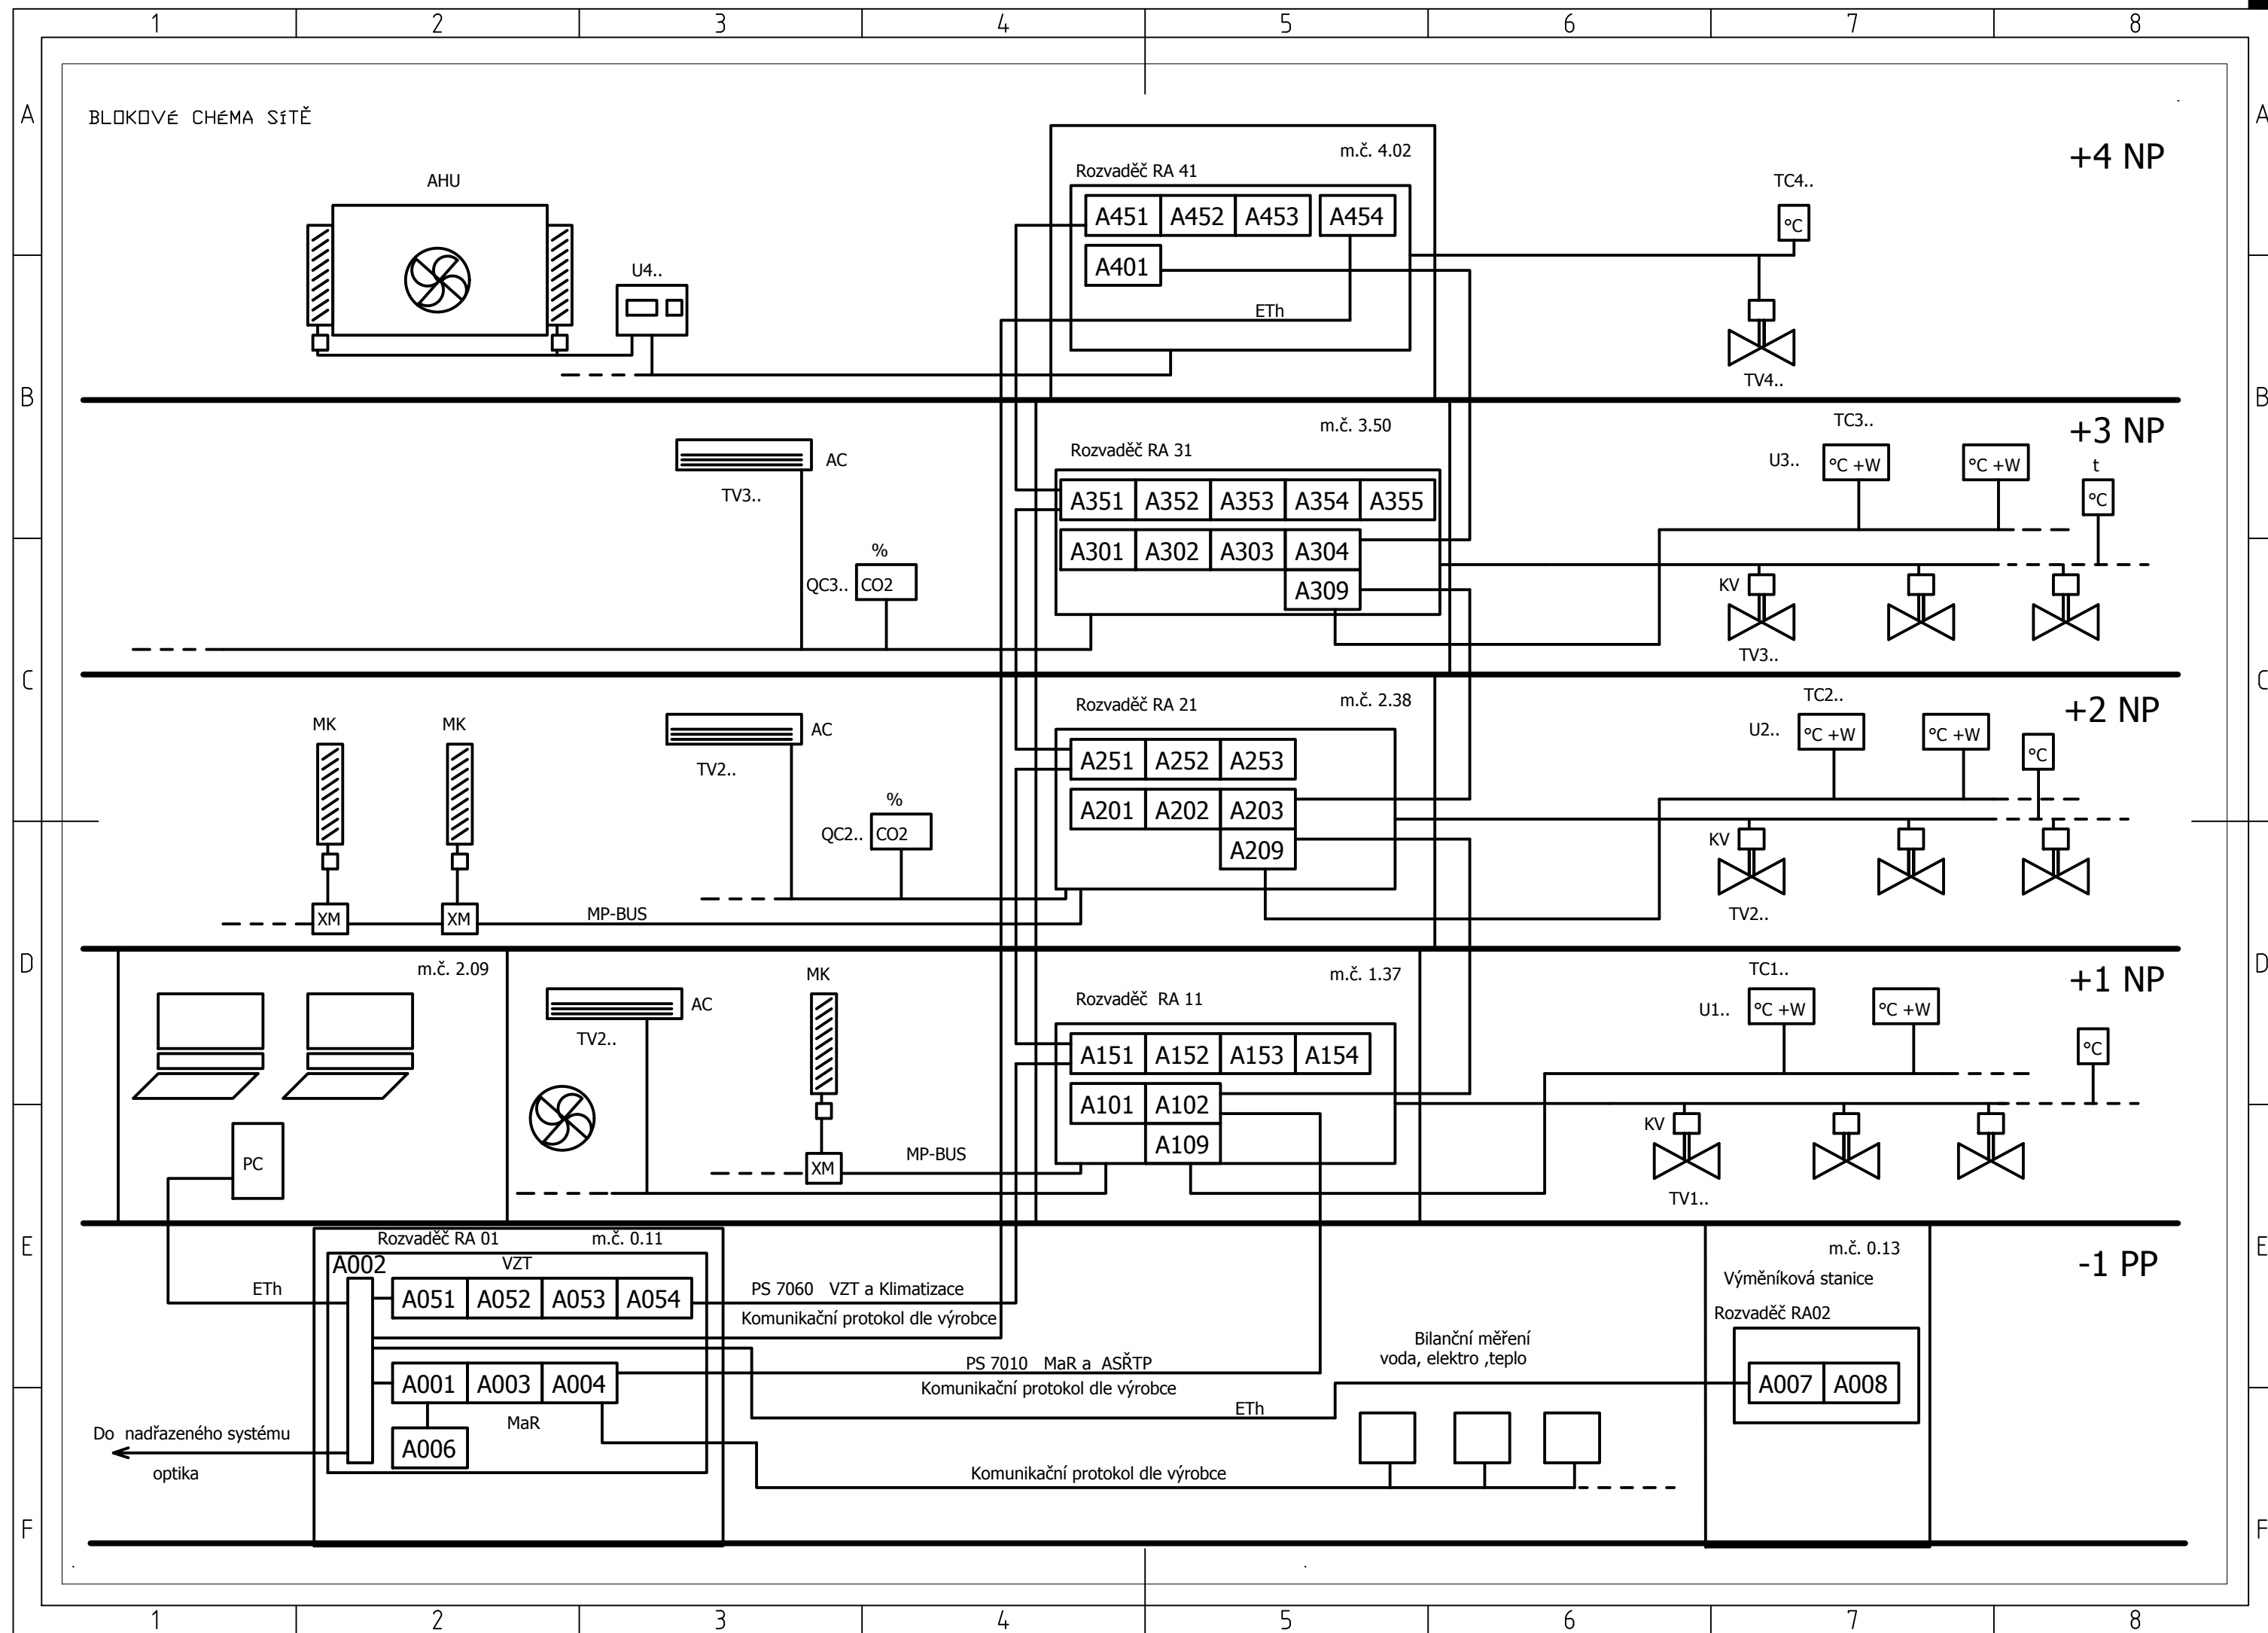 1 2 3 4 5 6 7 8
A A
BLOKOVé CHéMA SíTĚ
+4 NP
m.č. 4.02
Rozvaděč RA 41
AHU
TC4..
A451 A452 A453 A454
°C
A401
U4..
ETh
TV4..
B B
+3 NP
m.č. 3.50
TC3..
Rozvaděč RA 31
AC
U3..
°C +W °C +W
t
TV3..
°C
A351 A352 A353 A354 A355
A301 A302 A303 A304
%
QC3.. CO2
A309
KV
TV3..
C C
+2 NP
m.č. 2.38
TC2..
Rozvaděč RA 21
MK MK
AC
U2..
°C +W °C +W
°C
TV2..
A251 A252 A253
A201 A202 A203
%
QC2.. CO2
A209
KV
XM XM
MP-BUS
TV2..
D D
+1 NP
m.č. 2.09
MK
m.č. 1.37
TC1..
Rozvaděč RA 11
AC
U1..
°C +W °C +W
TV2..
°C
A151 A152 A153 A154
A101 A102
KV
A109
PC
MP-BUS
XM
TV1..
E E
-1 PP
Rozvaděč RA 01
m.č. 0.11
m.č. 0.13
A002
VZT
Výměníková stanice
ETh
PS 7060 VZT a Klimatizace
A051 A052 A053 A054
Rozvaděč RA02
Komunikační protokol dle výrobce
Bilanční měření
voda, elektro ,teplo
PS 7010 MaR a ASŘTP
A001 A003 A004
Komunikační protokol dle výrobce
A007 A008
ETh
MaR
Do nadřazeného systému
A006
optika
Komunikační protokol dle výrobce
F F
1 2 3 4 5 6 7 8